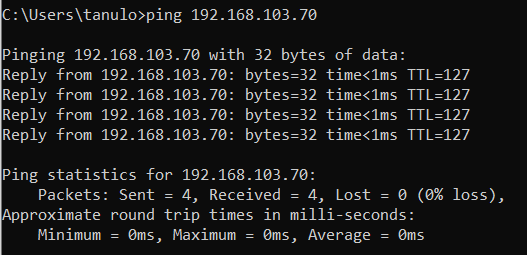 C:\Users\tanulo>ping 192.168.103.70
Pinging 192.168.103.70 with 32 bytes of data:
Reply from 192.168.103.70: bytes=32 time<1ms TTL=127
Reply from 192.168.103.70: bytes=32 time<1ms TTL=127
Reply from 192.168.103.70: bytes=32 time<1ms TTL=127
Reply from 192.168.103.70: bytes=32 time<1ms TTL=127
Ping statistics for 192.168.103.70:
    Packets: Sent = 4, Received = 4, Lost = 0 (0% loss),
Approximate round trip times in milli-seconds:
    Minimum = 0ms, Maximum = 0ms, Average = 0ms